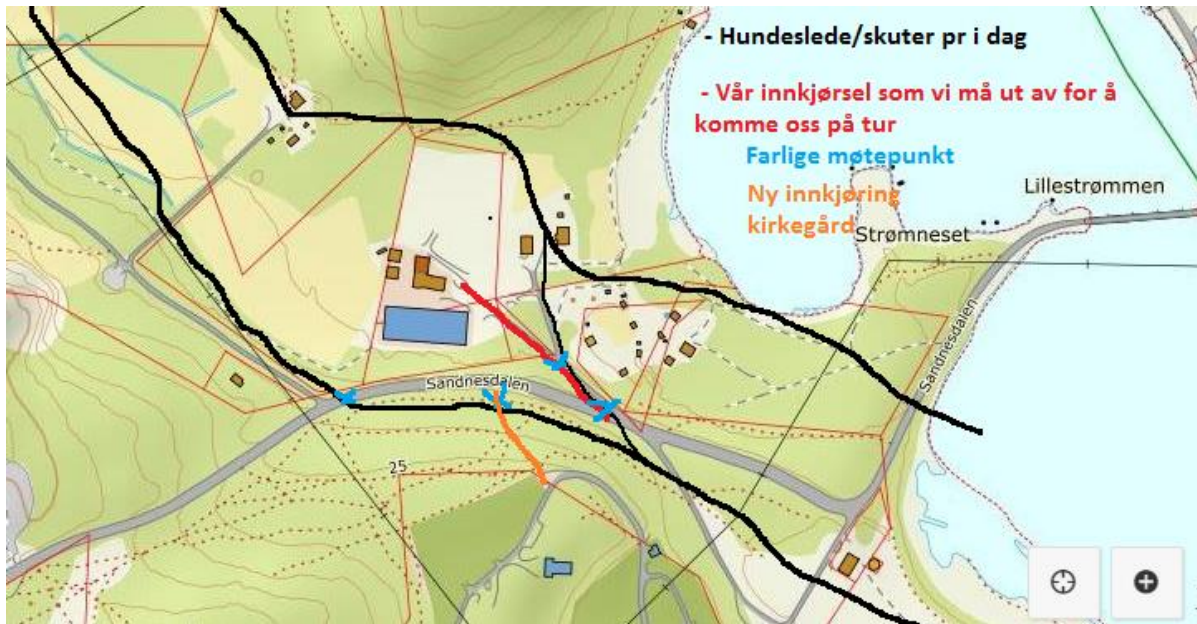 - Hundeslede/skuter pr i dag
- Vår innkjørsel som vi må ut av for å
komme oss på tur
Farlige møtepunkt
Ny innkjøring
kirkegård
Lillestrømmen
Strømneset
Sandnesdalen
Sandnesdalen
25